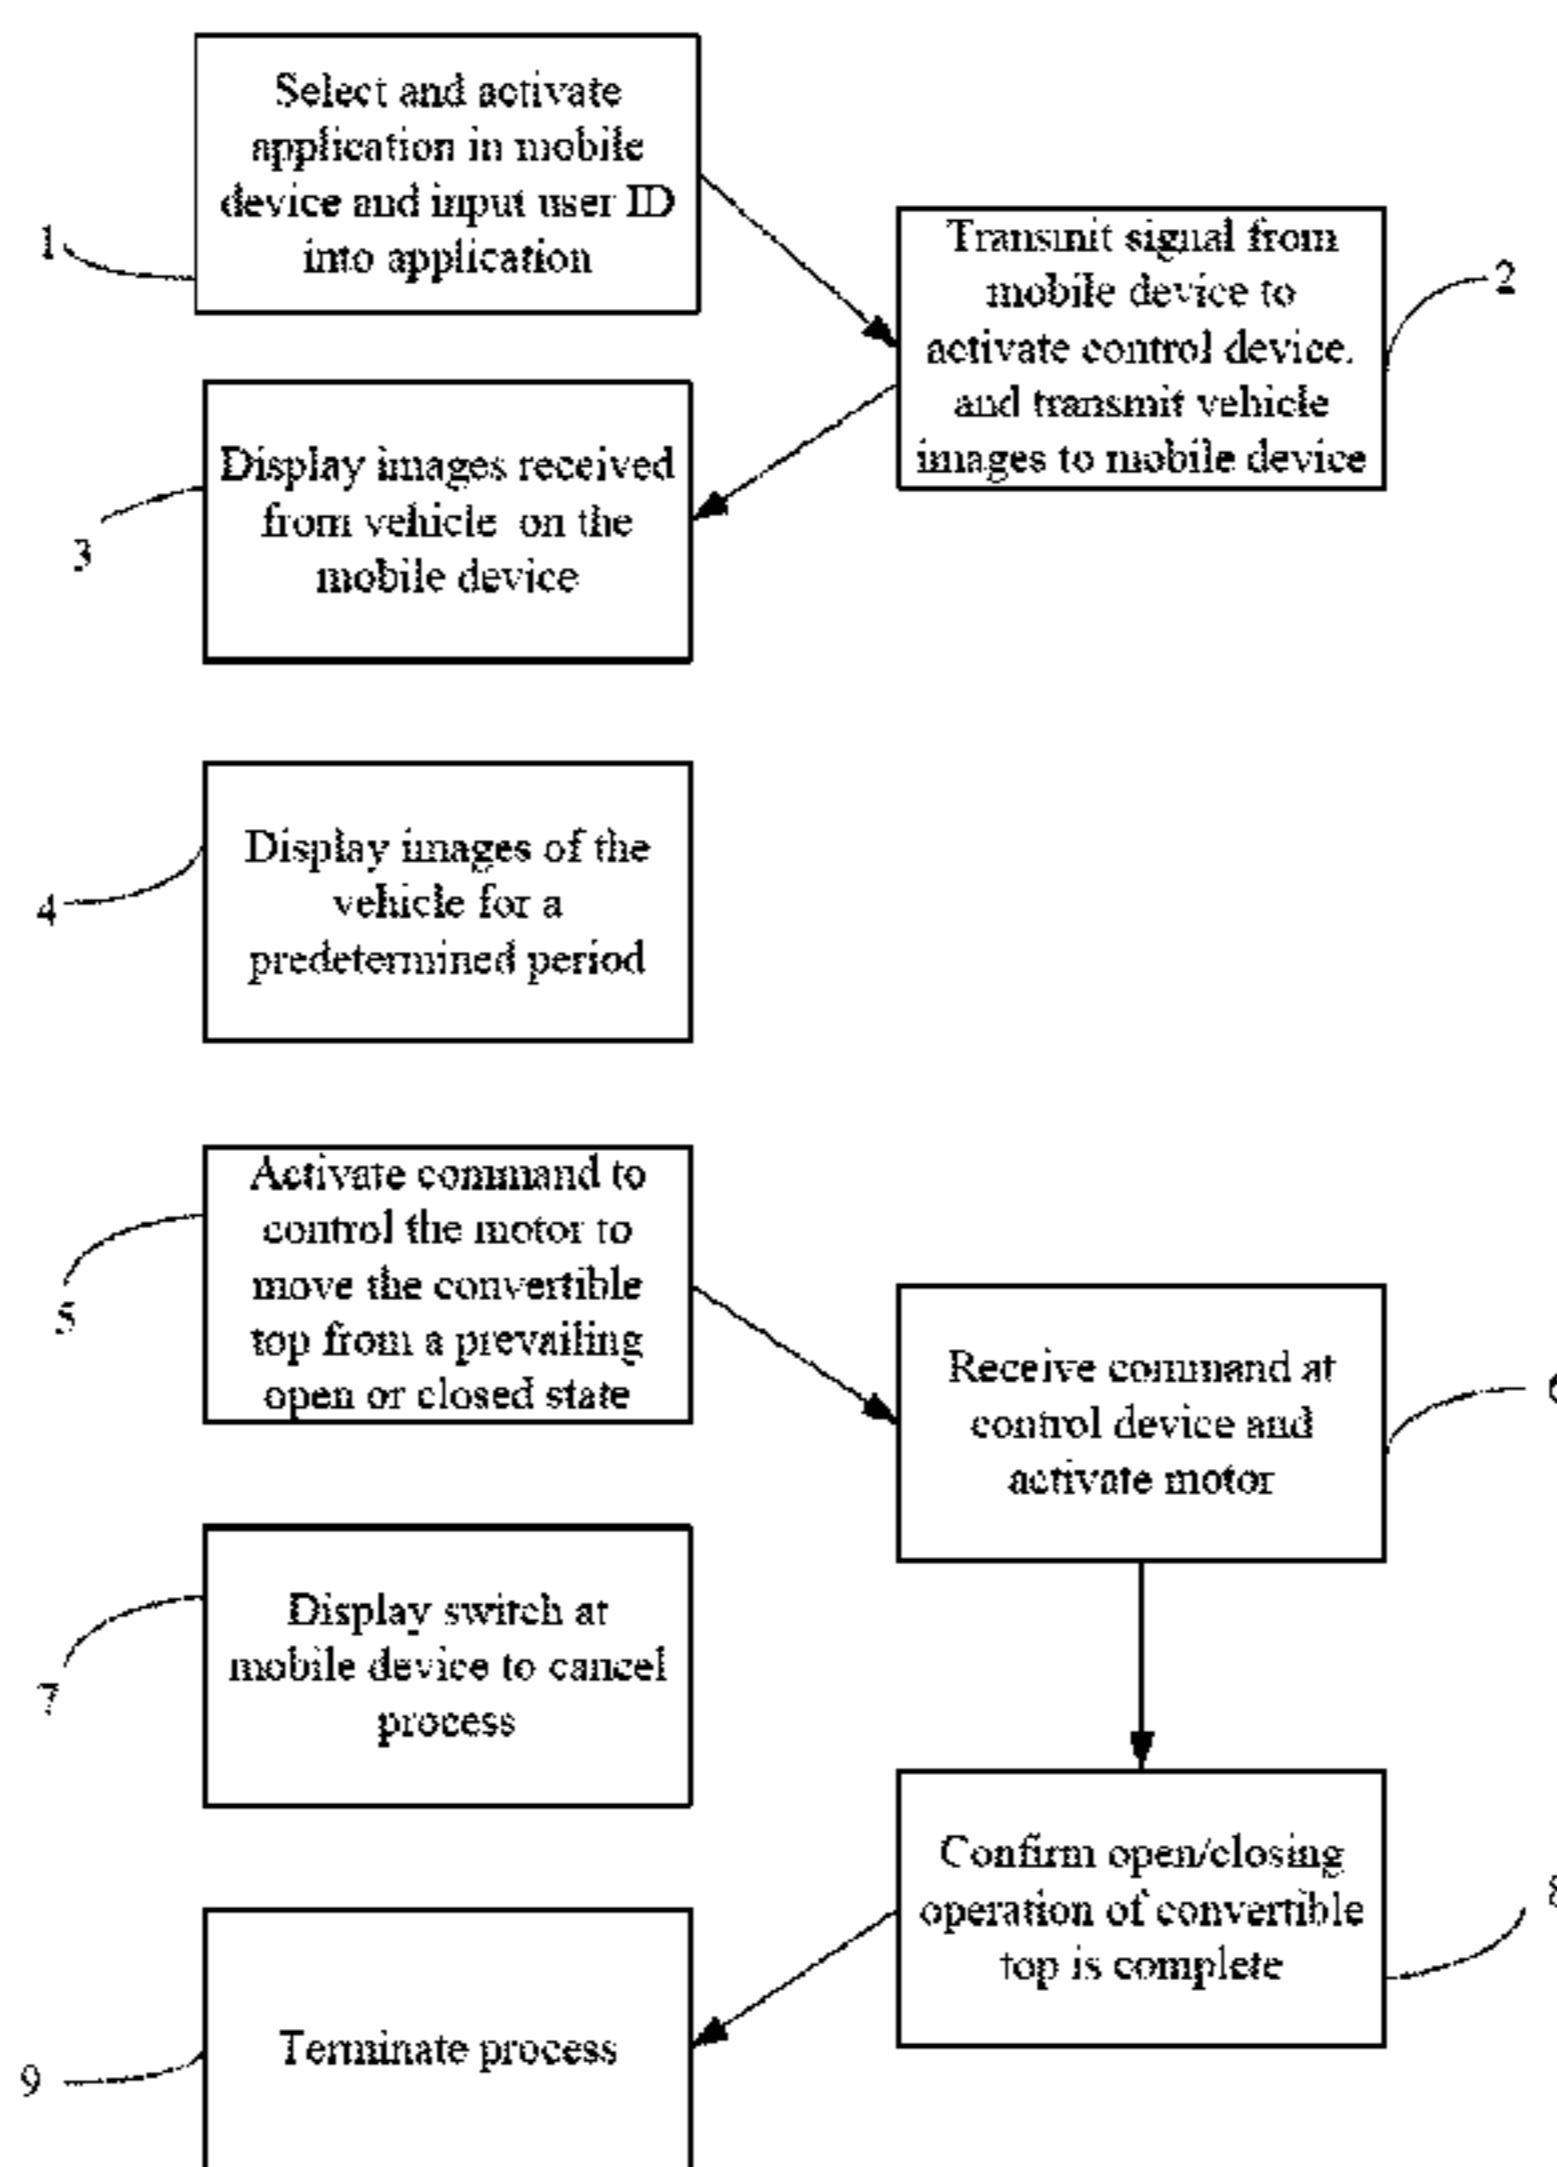 Select and activate
application in mobile
device and input user ID
into application
1
Transmit signal from
mobile device to
activate control device.
and transmit vehicle
images to mobile device
2
Display images received
from vehicle on the
mobile device
3
Display images of the
vehicle for a
predetermined period
4
Activate command to
control the motor to
move the convertible
top from a prevailing
open or closed state
5
Receive command at
control device and
activate motor
6
Display switch at
mobile device to cancel
process
7
Confirm open/closing
operation of convertible
top is complete
8
Terminate process
9